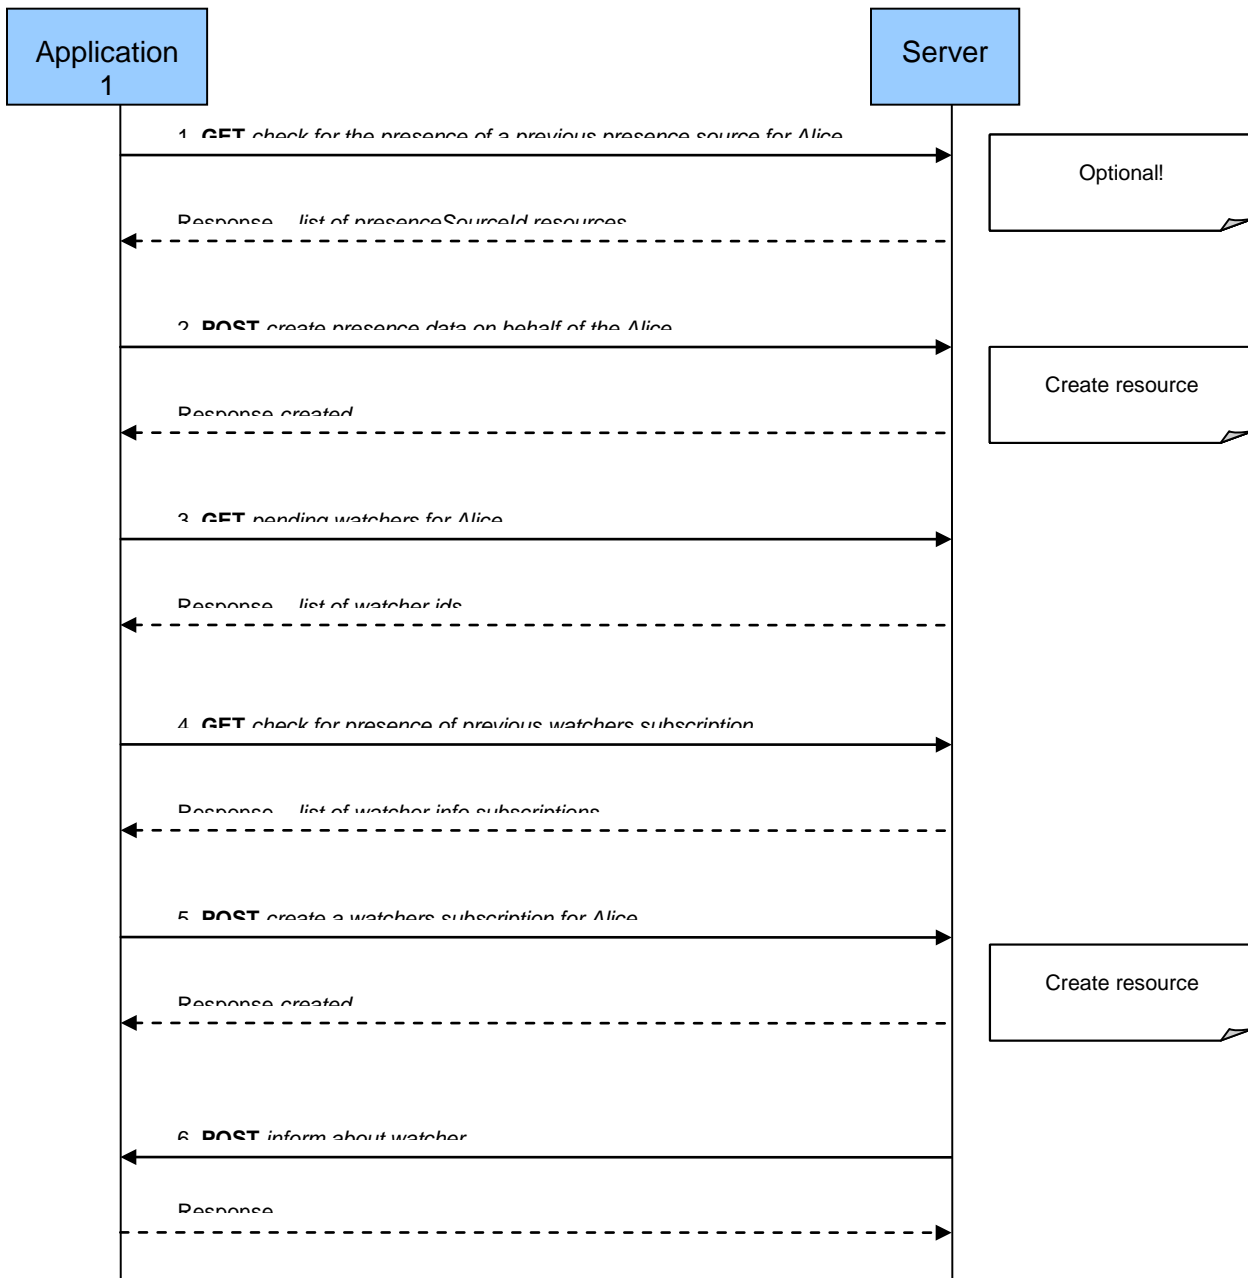 Application
1
Server
1. GET check for the presence of a previous presence source for Alice
Optional!
Response – list of presenceSourceId resources
2. POST create presence data on behalf of the Alice
Create resource
Response created
3. GET pending watchers for Alice
Response – list of watcher ids
4. GET check for presence of previous watchers subscription
Response – list of watcher info subscriptions
5. POST create a watchers subscription for Alice
Create resource
Response created
6. POST inform about watcher
Response